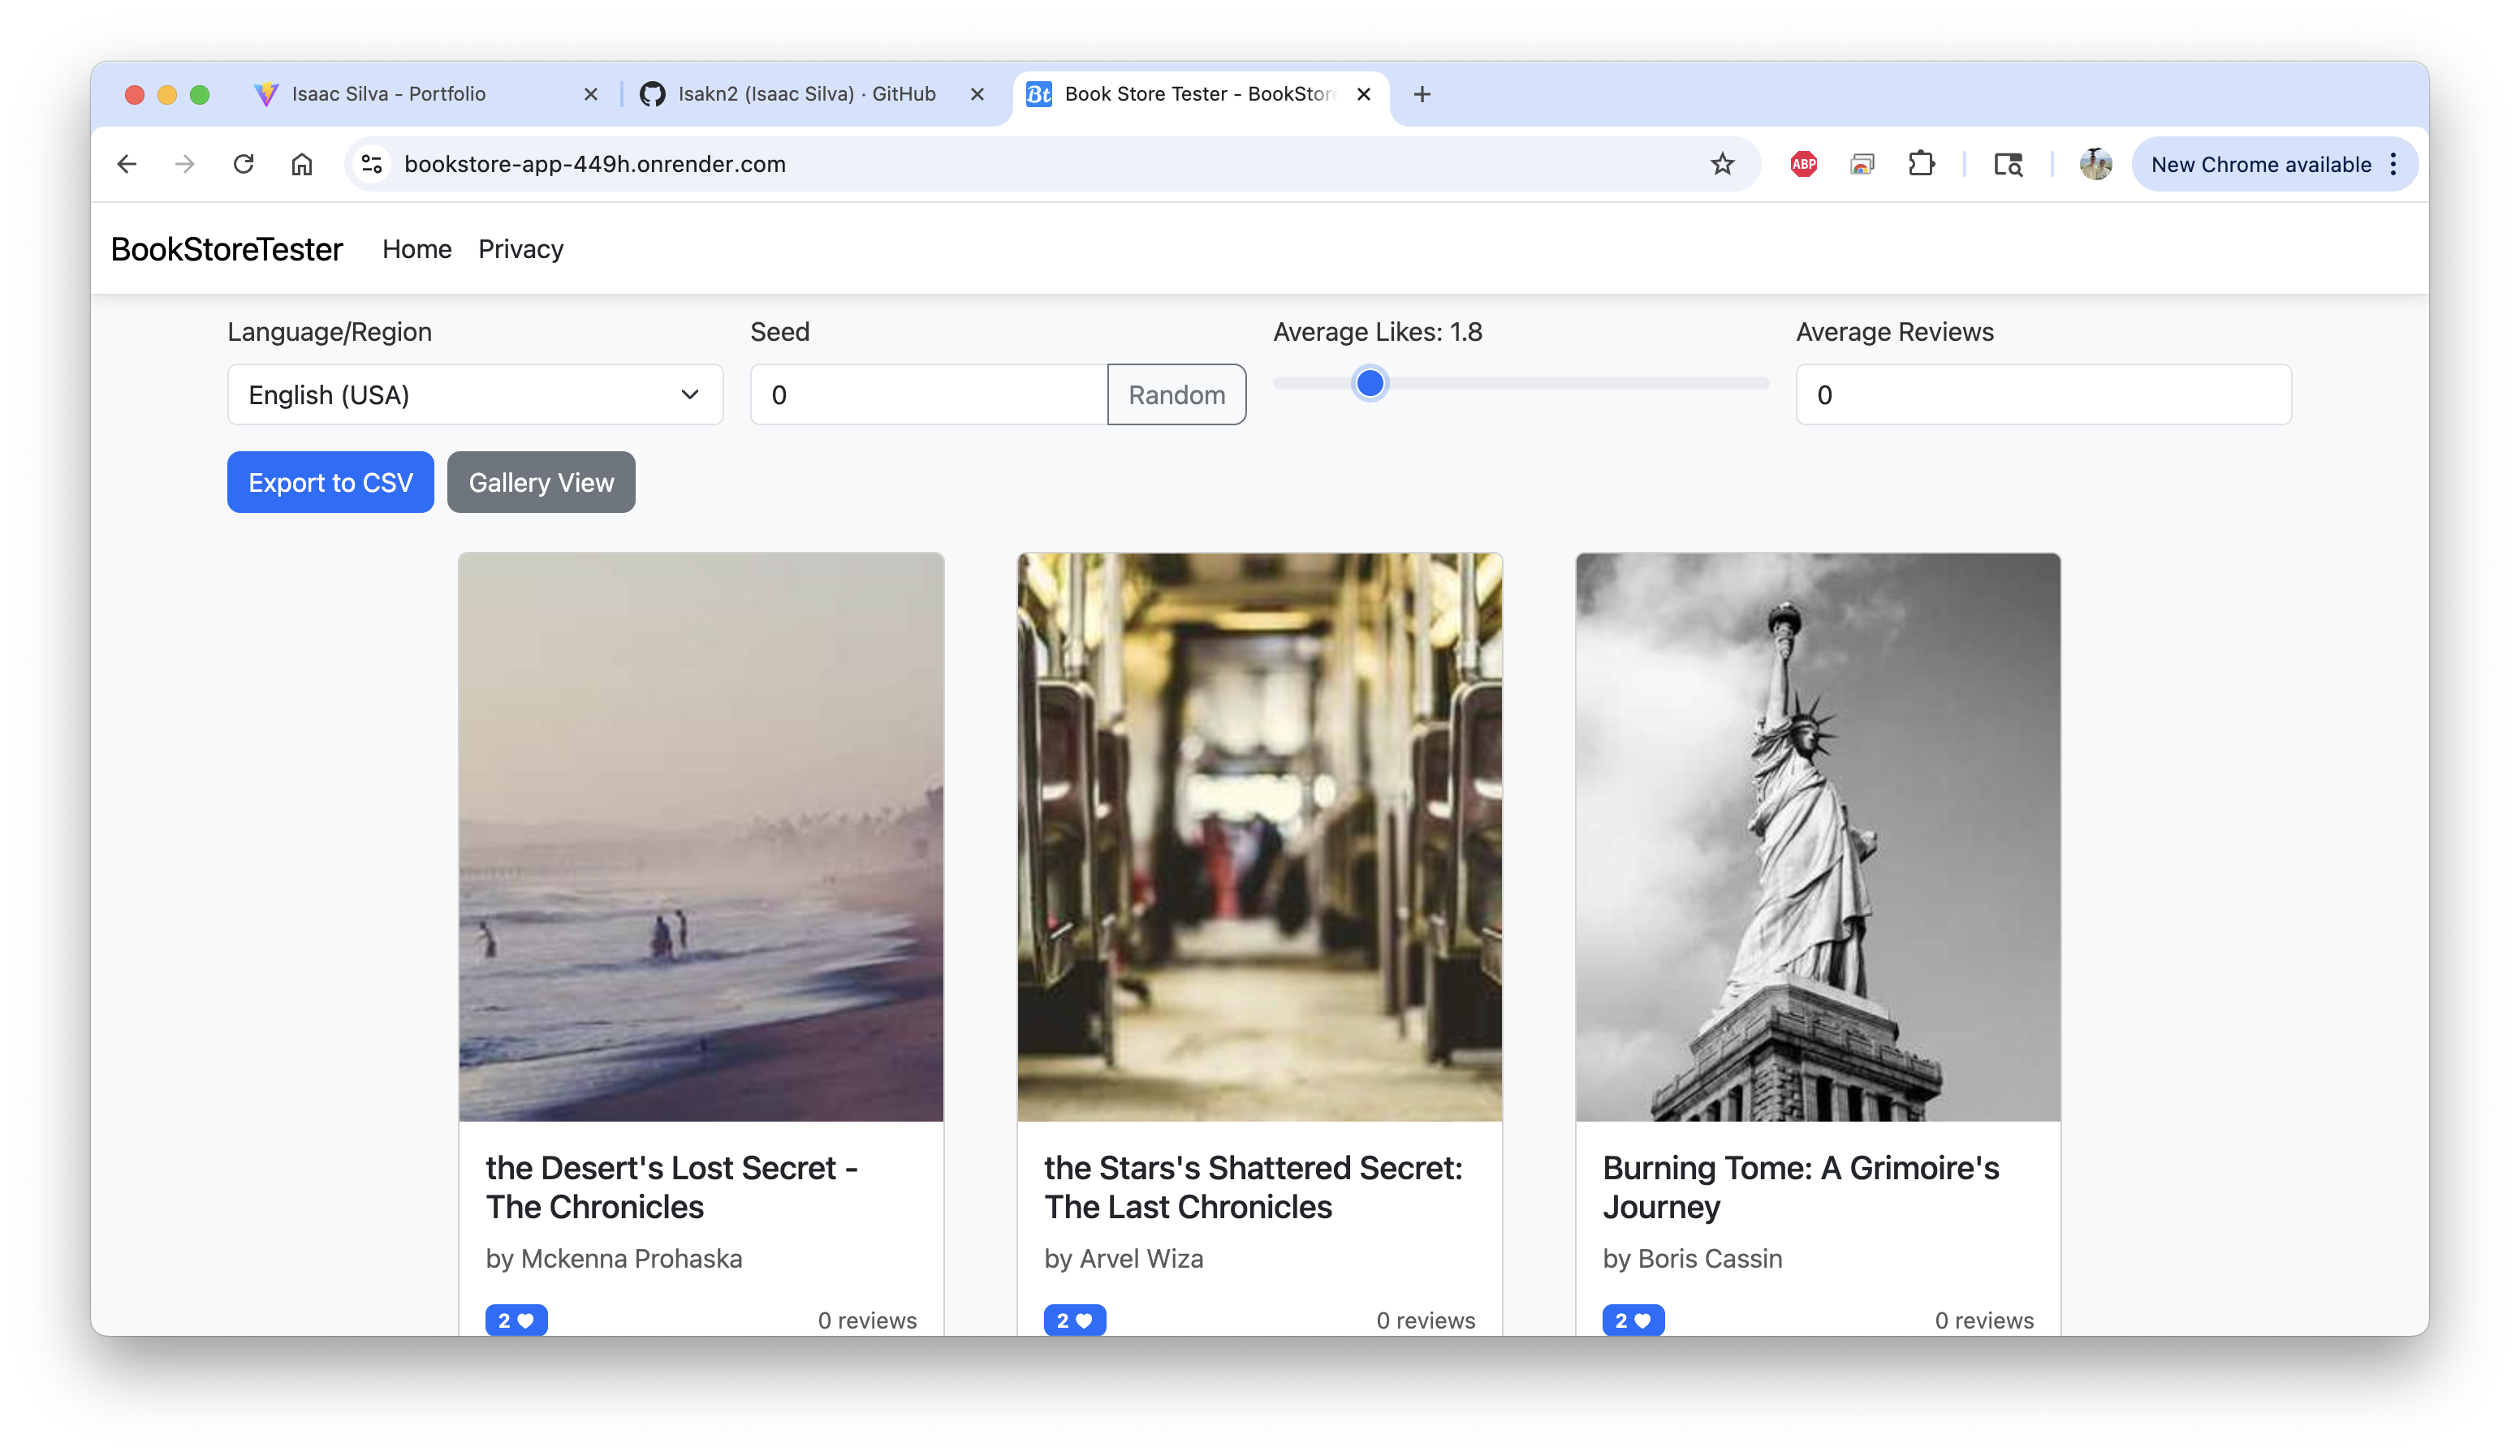 Isaac Silva - Portfolio
Isakn2 (Isaac Silva) · GitHub
Bt Book Store Tester - BookStor
bookstore-app-449h.onrender.com
ABP
New Chrome available
BookStoreTester Home Privacy
Language/Region
Seed
Average Likes: 1.8
Average Reviews
English (USA)
0
Random
0
Export to CSV
Gallery View
the Desert's Lost Secret -
The Chronicles
by Mckenna Prohaska
2
0 reviews
the Stars's Shattered Secret:
The Last Chronicles
by Arvel Wiza
2
0 reviews
Burning Tome: A Grimoire's
Journey
by Boris Cassin
2
0 reviews